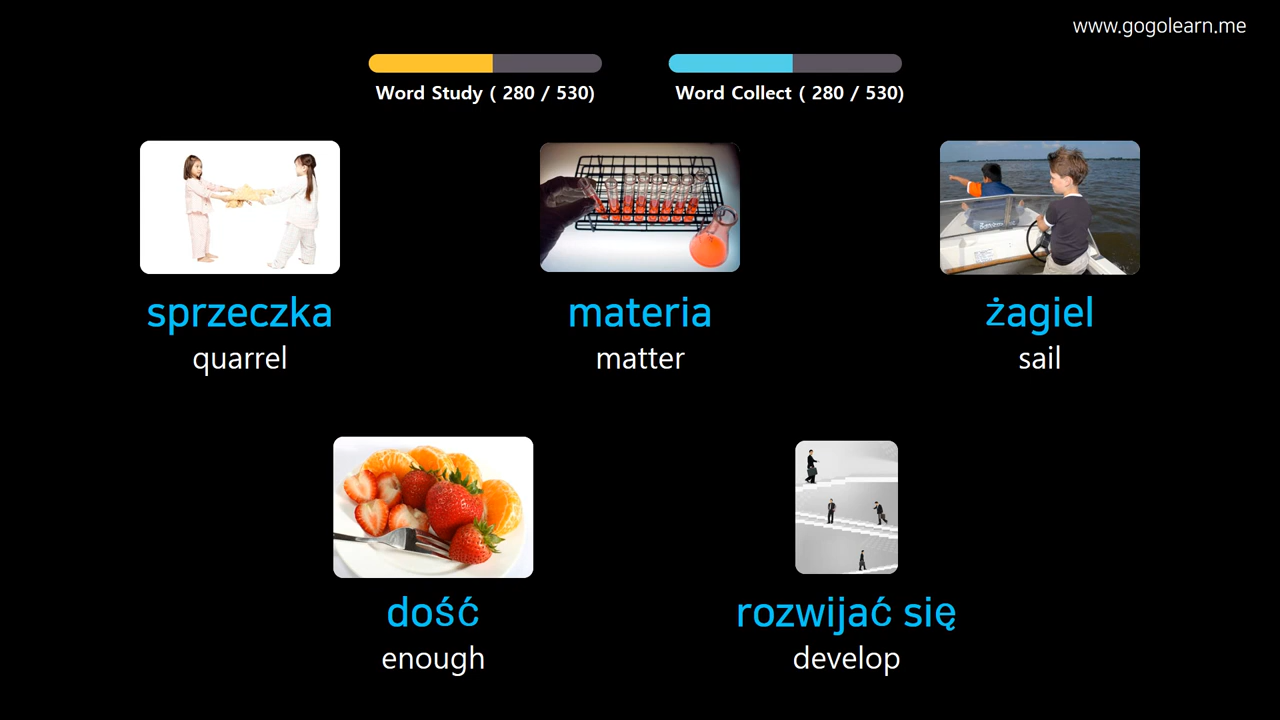 www.gogolearn.me
Word Study ( 280 / 530)
Word Collect ( 280 / 530)
sprzeczka
quarrel
materia
matter
żagiel
sail
dość
enough
rozwijać się
develop